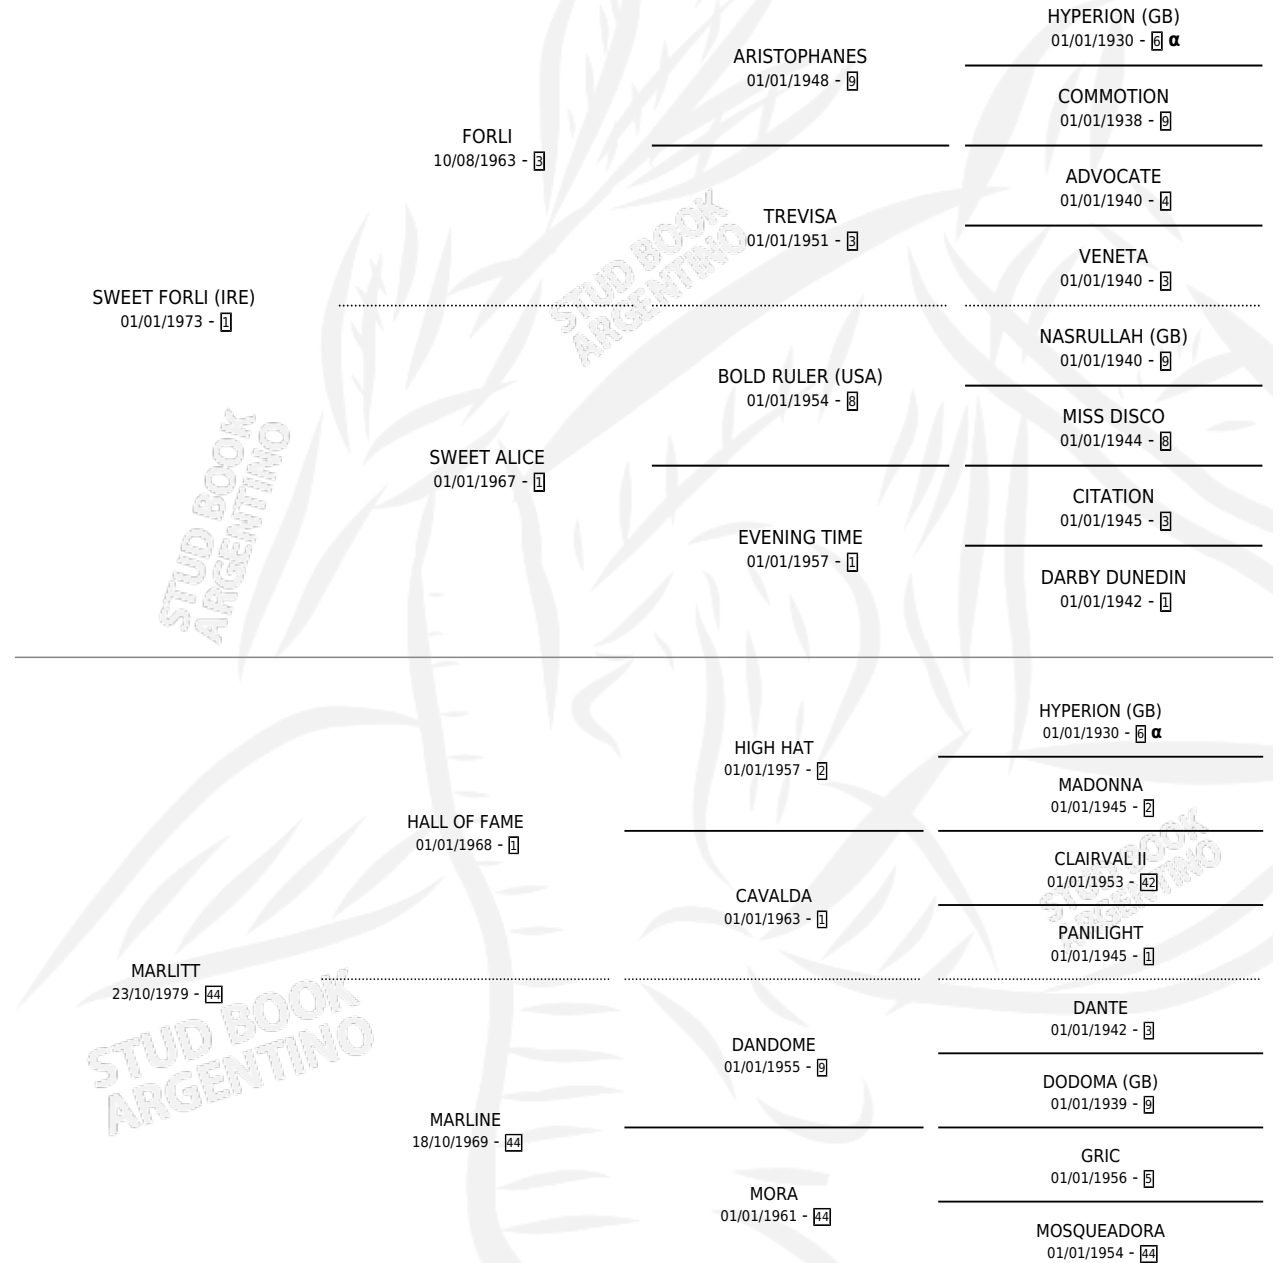 HYPERION (GB)
01/01/1930 - 6 α
ARISTOPHANES
01/01/1948 - 9
COMMOTION
01/01/1938 - 9
FORLI
10/08/1963 - 3
ADVOCATE
01/01/1940 - 4
TREVISA
01/01/1951 - 3
VENETA
01/01/1940 - 3
SWEET FORLI (IRE)
01/01/1973 - 1
NASRULLAH (GB)
01/01/1940 - 9
BOLD RULER (USA)
01/01/1954 - 8
MISS DISCO
01/01/1944 - 8
SWEET ALICE
01/01/1967 - 1
CITATION
01/01/1945 - 3
EVENING TIME
01/01/1957 - 1
DARBY DUNEDIN
01/01/1942 - 1
HYPERION (GB)
01/01/1930 - 6 α
HIGH HAT
01/01/1957 - 2
MADONNA
01/01/1945 - 2
HALL OF FAME
01/01/1968 - 1
CLAIRVAL II
01/01/1953 - 42
CAVALDA
01/01/1963 - 1
PANILIGHT
01/01/1945 - 1
MARLITT
23/10/1979 - 44
DANTE
01/01/1942 - 3
DANDOME
01/01/1955 - 9
DODOMA (GB)
01/01/1939 - 9
MARLINE
18/10/1969 - 44
GRIC
01/01/1956 - 5
MORA
01/01/1961 - 44
MOSQUEADORA
01/01/1954 - 44
STUD BOOK
ARGENTINO
STUD BOOK
ARGENTINO
STUD BOOK
ARGENTINO
STUD BOOK
ARGENTINO